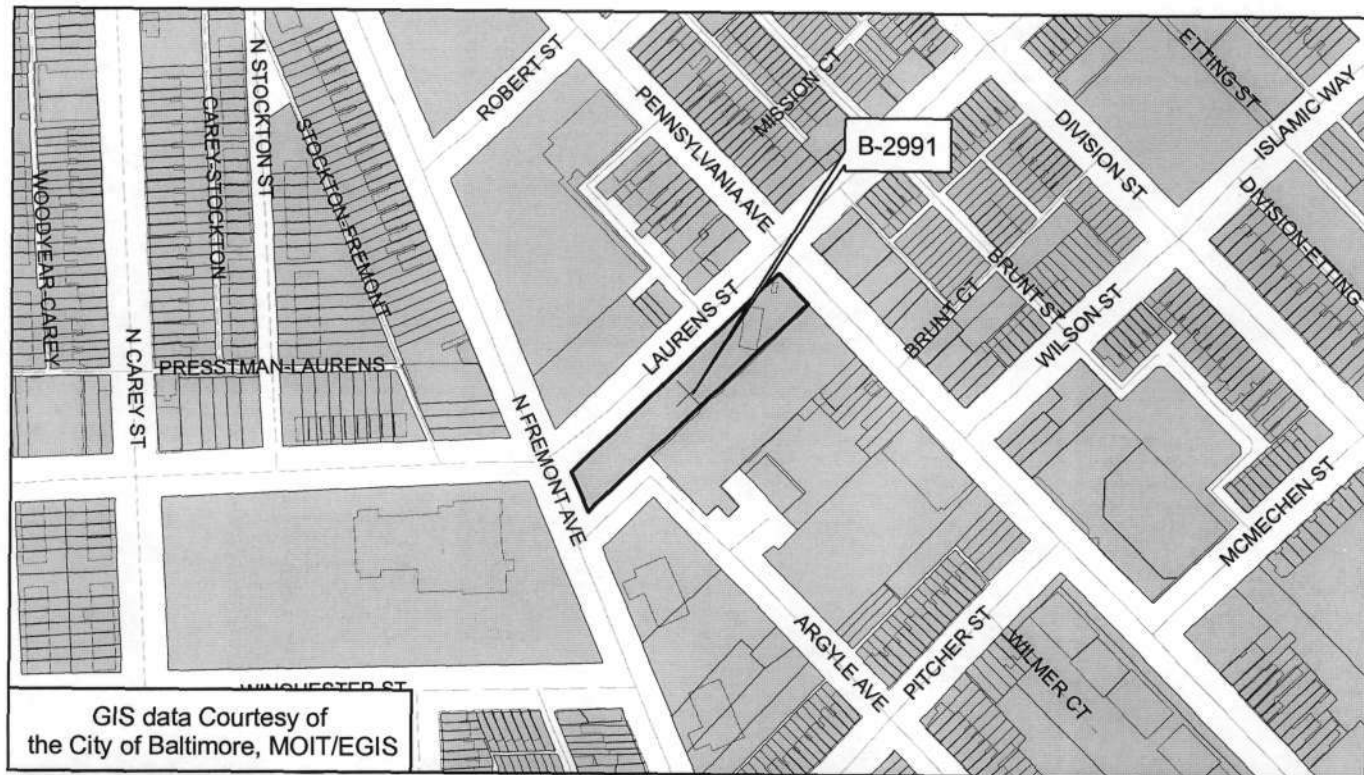 N STOCKTON ST
ROBERT ST
MISSION CT
ETTING ST
PENNSYLVANIA AVE
ISLAMIC WAY
CAREY-STOCKTON
STOCKTON-FREMONT
B-2991
DIVISION ST
WOODYEAR-CAREY
DIVISION-ETTING
BRUNT ST
BRUNT CT
LAURENS ST
WILSON ST
N CAREY ST
PRESSTMAN-LAURENS
N FREMONT AVE
MCMECHEN ST
ARGYLE AVE
PITCHER ST
WILMER CT
WINCHESTER ST
GIS data Courtesy of
the City of Baltimore, MOIT/EGIS